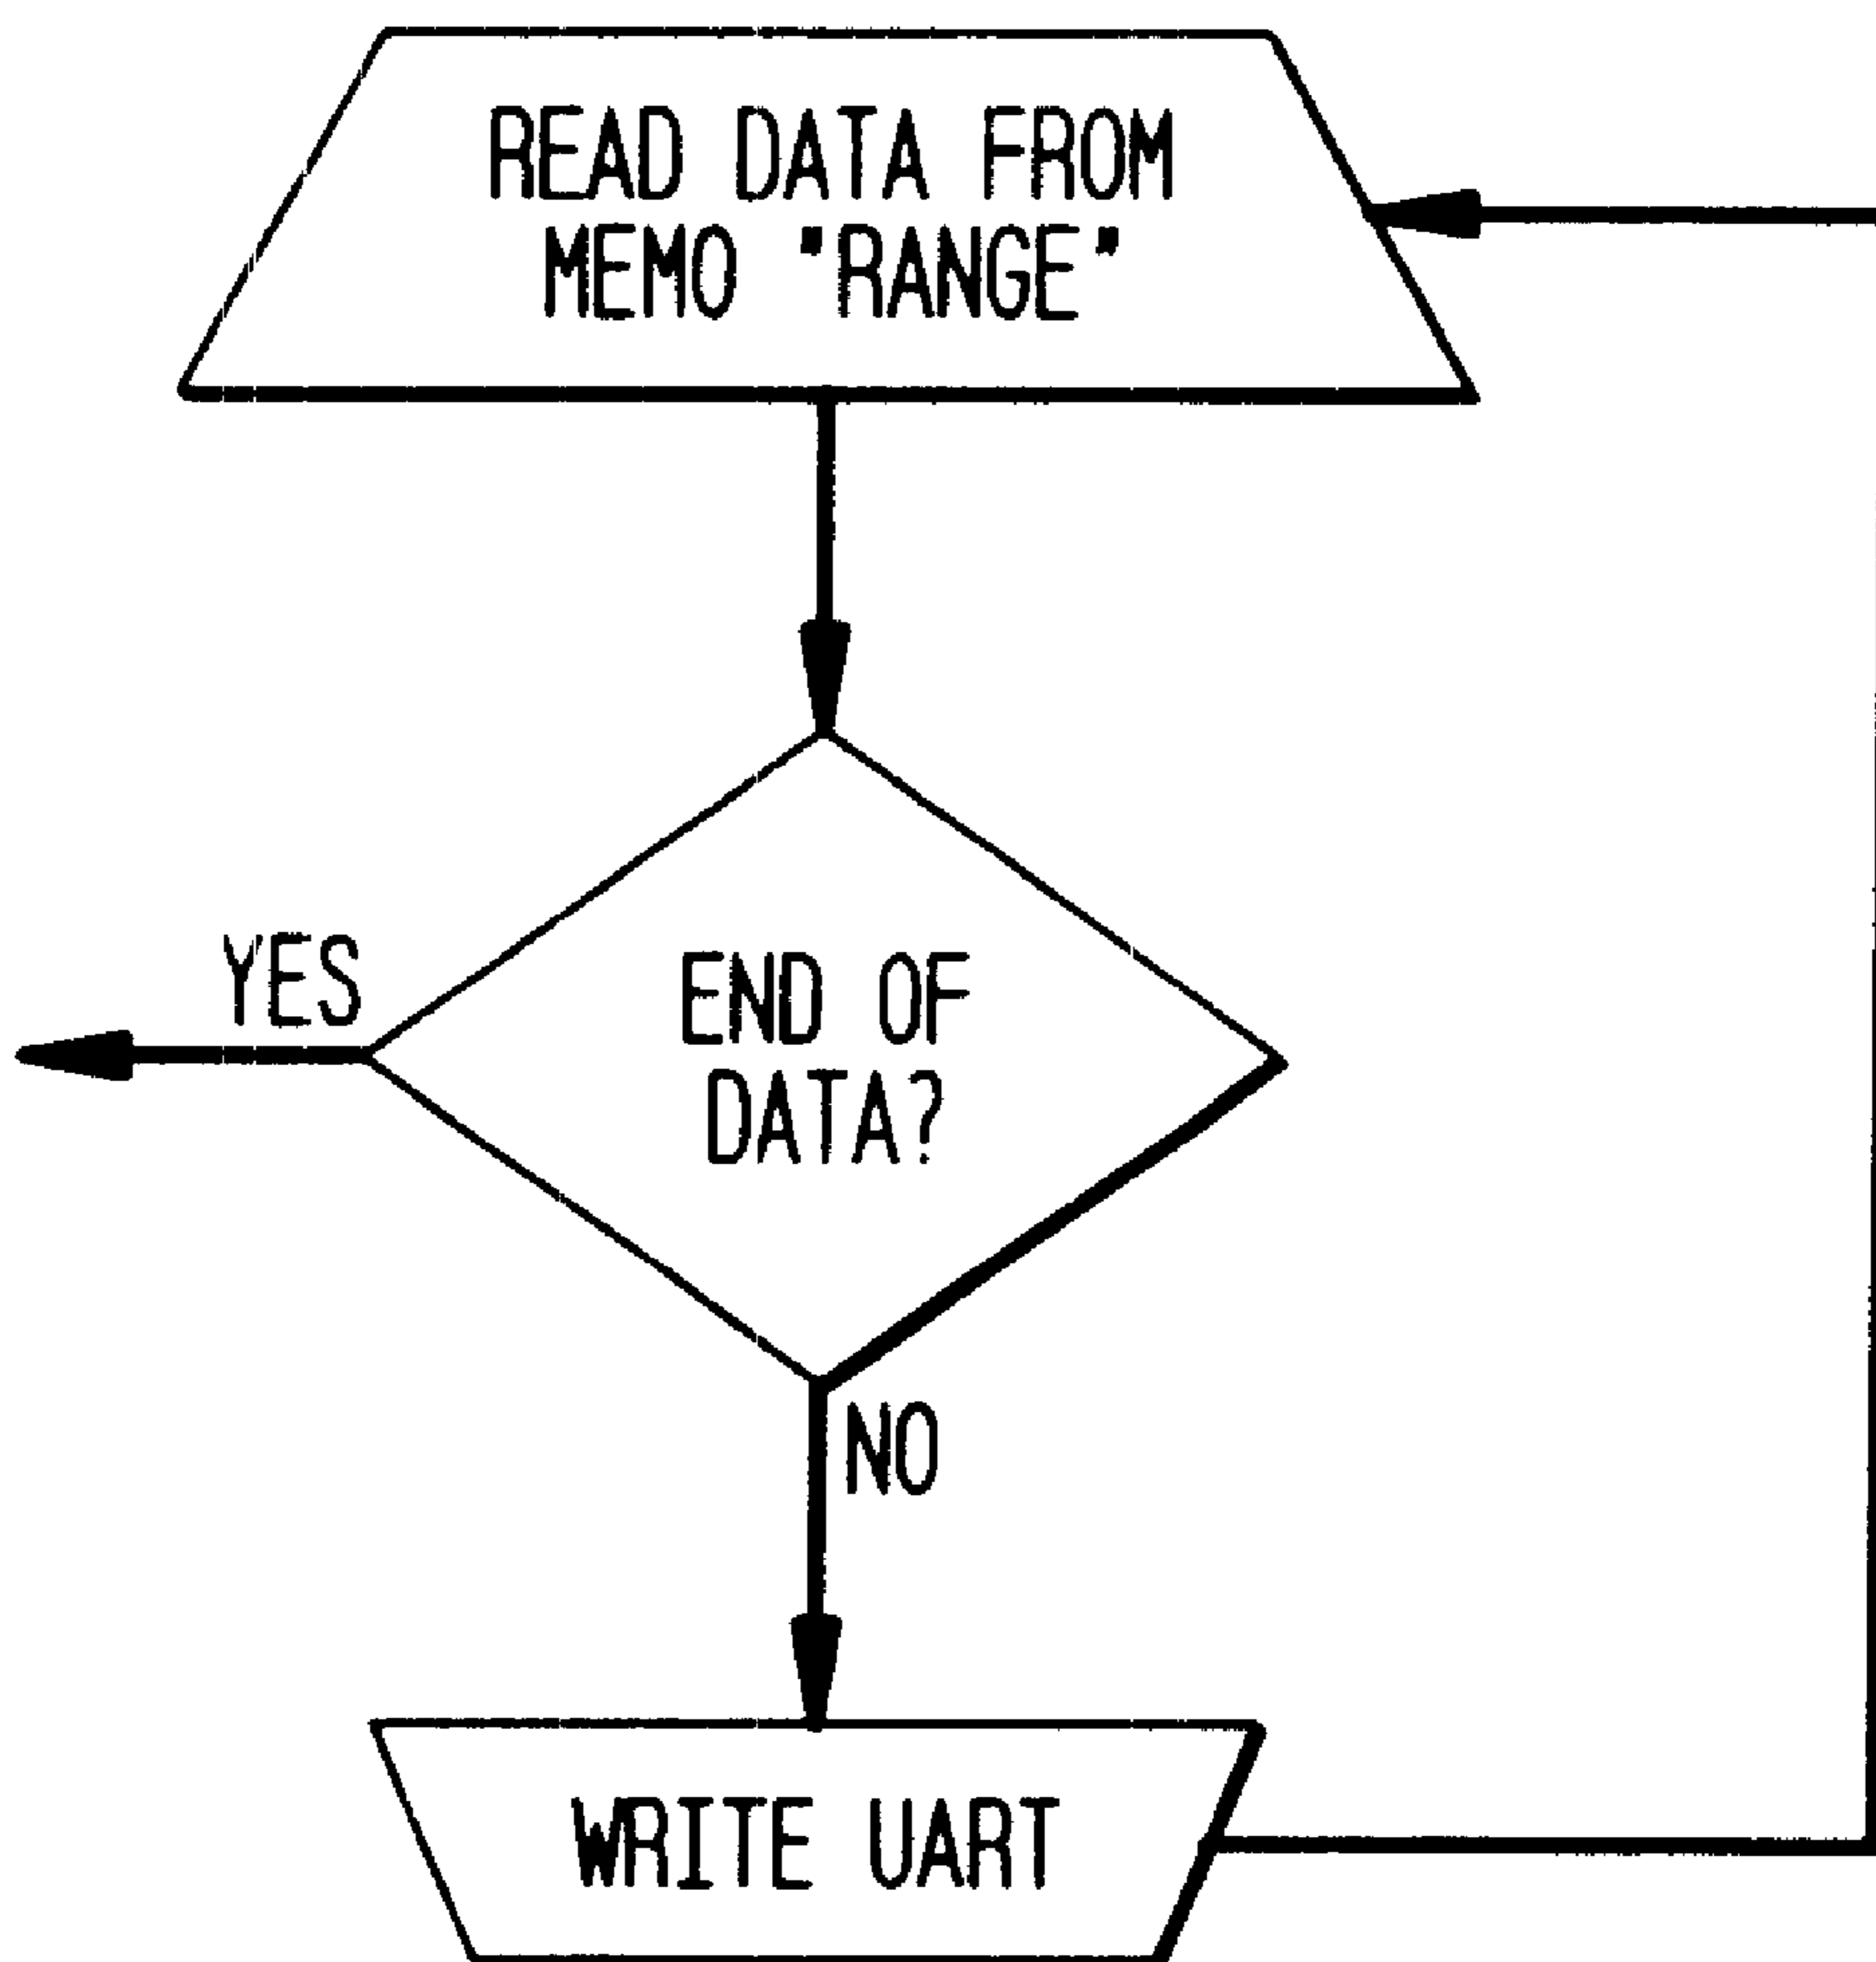 READ DATA FROM
MEMO "RANGE"
YES
END OF
DATA?
NO
WRITE UART